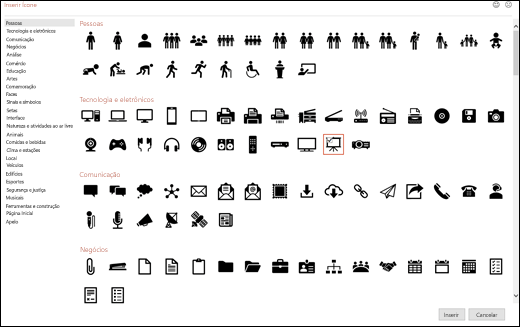 Inserir Ícone
Pessoas
Tecnologia e eletrônicos
Comunicação
Negócios
Análise
Comércio
Educação
Artes
Comemoração
Faces
Sinais e símbolos
Setas
Interface
Natureza e atividades ao ar livre
Animais
Comidas e bebidas
Clima e estações
Local
Veículos
Edifícios
Esportes
Segurança e justiça
Musicais
Ferramentas e construção
Página Inicial
Apoio
Pessoas
Tecnologia e eletrônicos
Comunicação
Negócios
Inserir
Cancelar